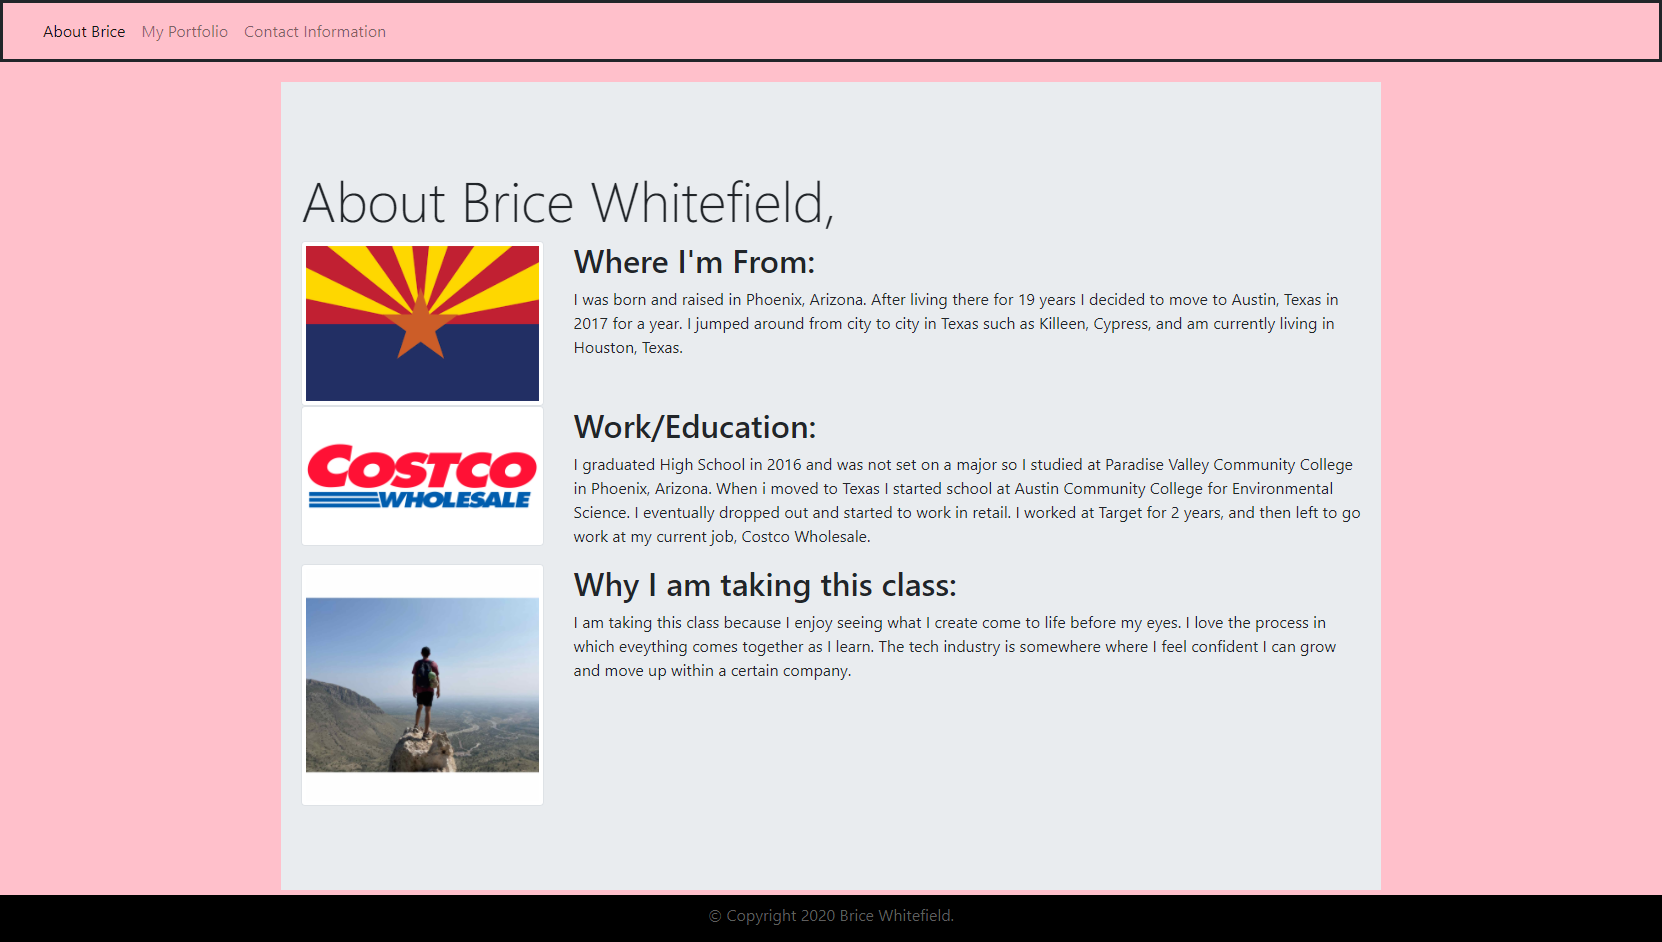 About Brice My Portfolio Contact Information
About Brice Whitefield,
Where I'm From:
I was born and raised in Phoenix, Arizona. After living there for 19 years I decided to move to Austin, Texas in
2017 for a year. I jumped around from city to city in Texas such as Killeen, Cypress, and am currently living in
Houston, Texas.
COSTCO
WHOLESALE
Work/Education:
I graduated High School in 2016 and was not set on a major so I studied at Paradise Valley Community College
in Phoenix, Arizona. When i moved to Texas I started school at Austin Community College for Environmental
Science. I eventually dropped out and started to work in retail. I worked at Target for 2 years, and then left to go
work at my current job, Costco Wholesale.
Why I am taking this class:
I am taking this class because I enjoy seeing what I create come to life before my eyes. I love the process in
which eveything comes together as I learn. The tech industry is somewhere where I feel confident I can grow
and move up within a certain company.
© Copyright 2020 Brice Whitefield.